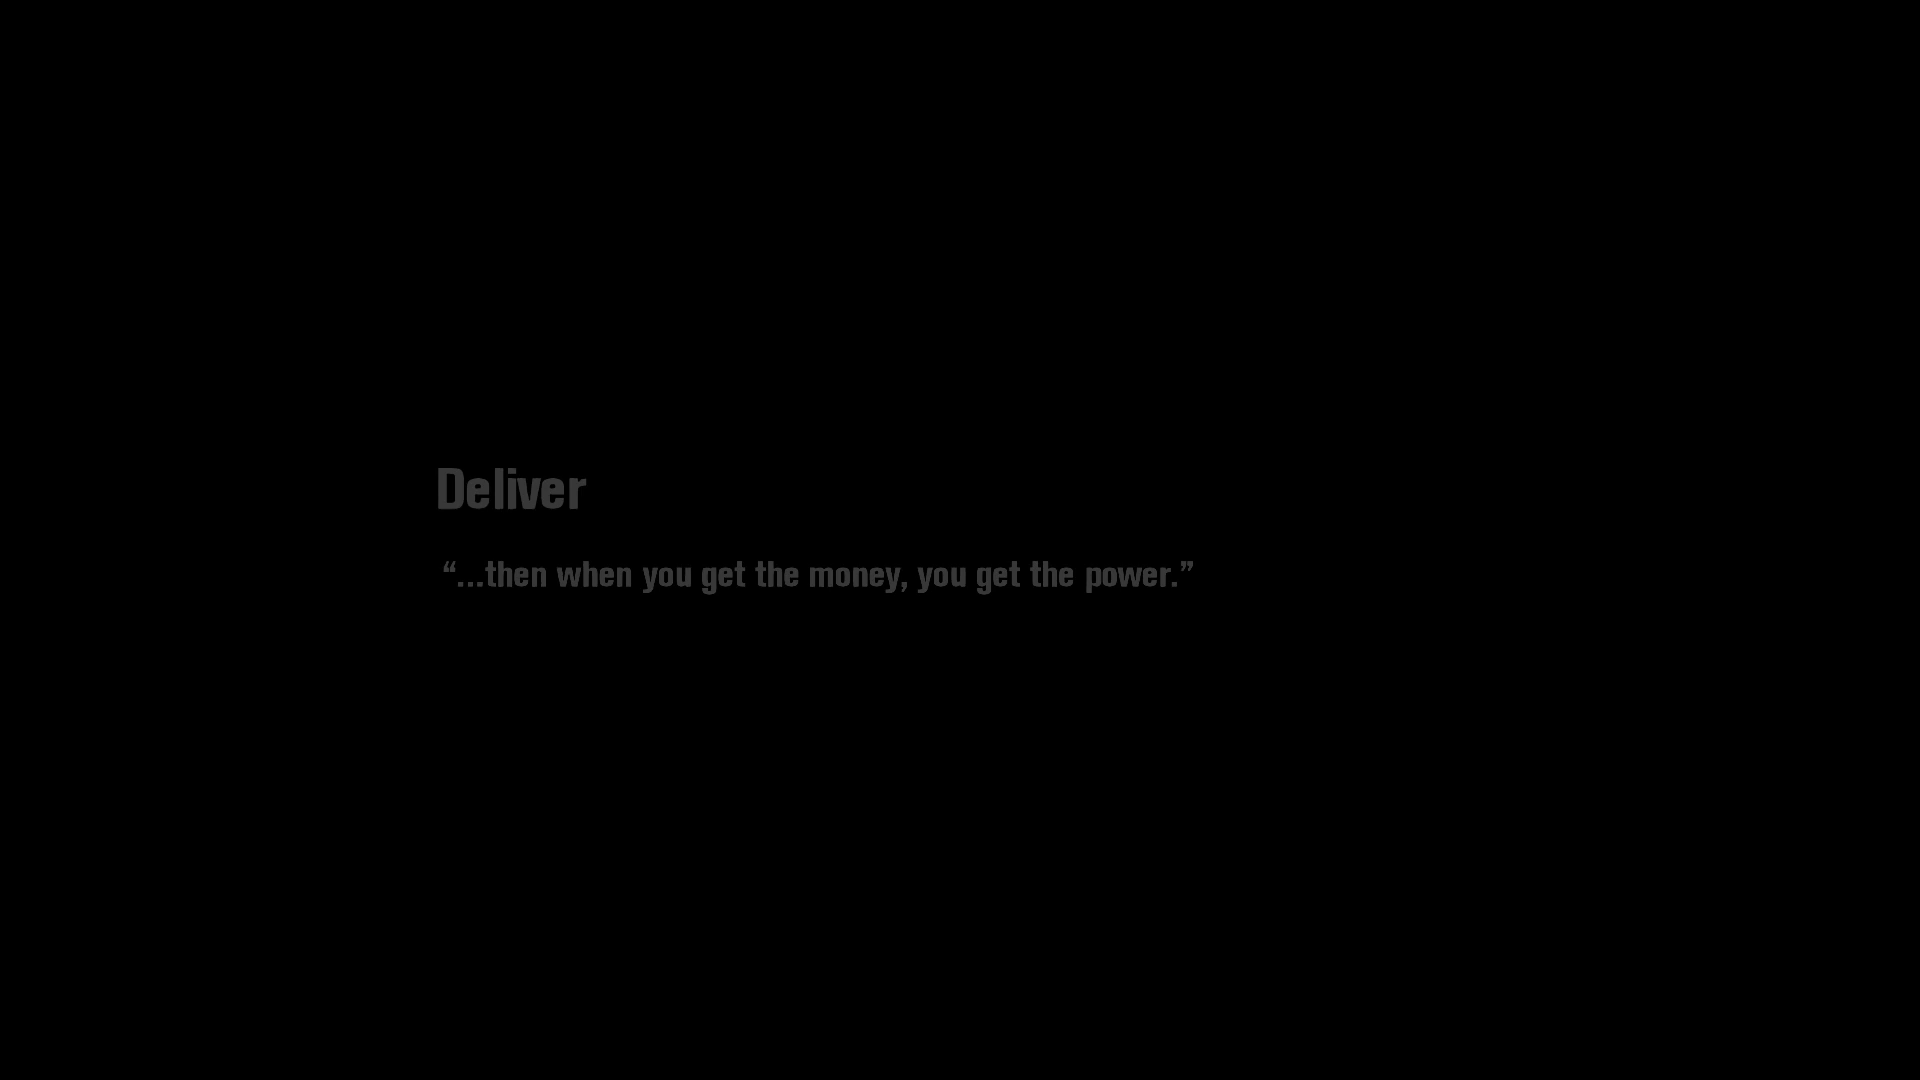 Deliver
“...then when you get the money, you get the power.”